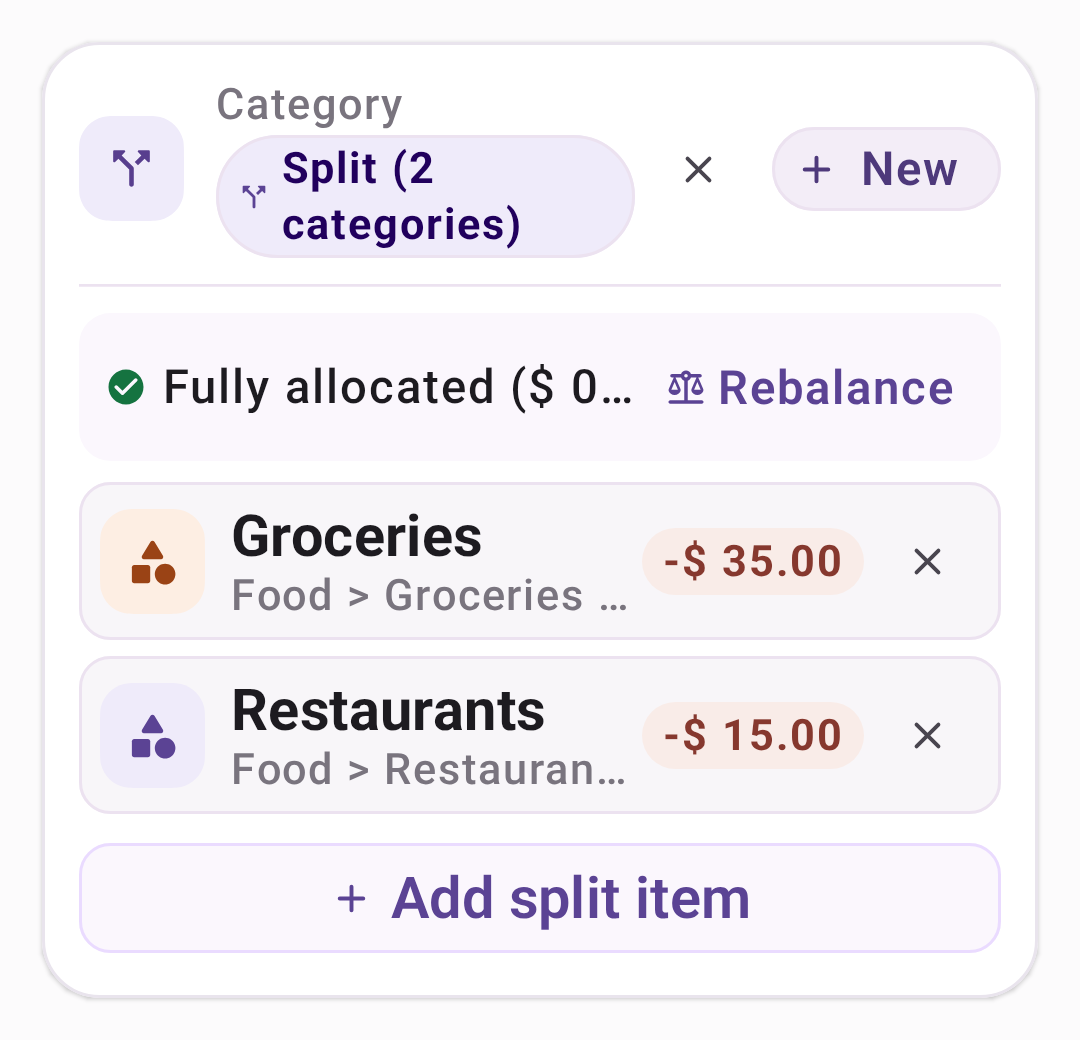 Category
Split (2
categories)
+ New
Fully allocated ($ 0…
Rebalance
Groceries
Food > Groceries …
-$ 35.00
Restaurants
Food > Restauran…
-$ 15.00
+ Add split item